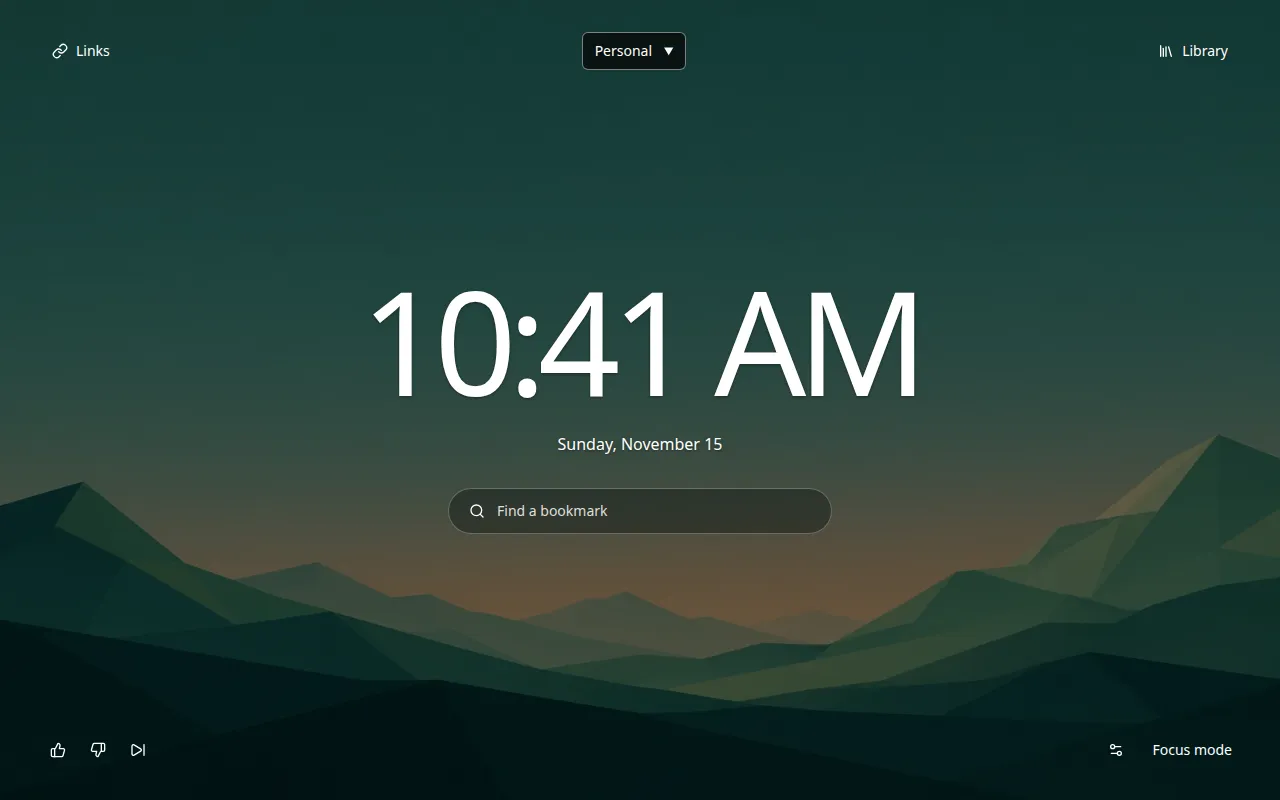 Links
Personal
Library
10:41 AM
Sunday, November 15
Find a bookmark
Focus mode